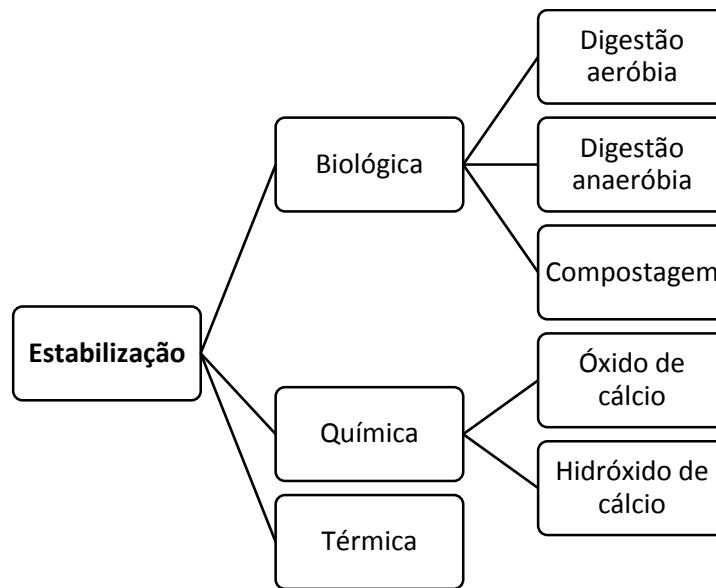 Estabilização
Biológica
Digestão
aeróbia
Digestão
anaeróbia
Compostagem
Química
Óxido de
cálcio
Hidróxido de
cálcio
Térmica